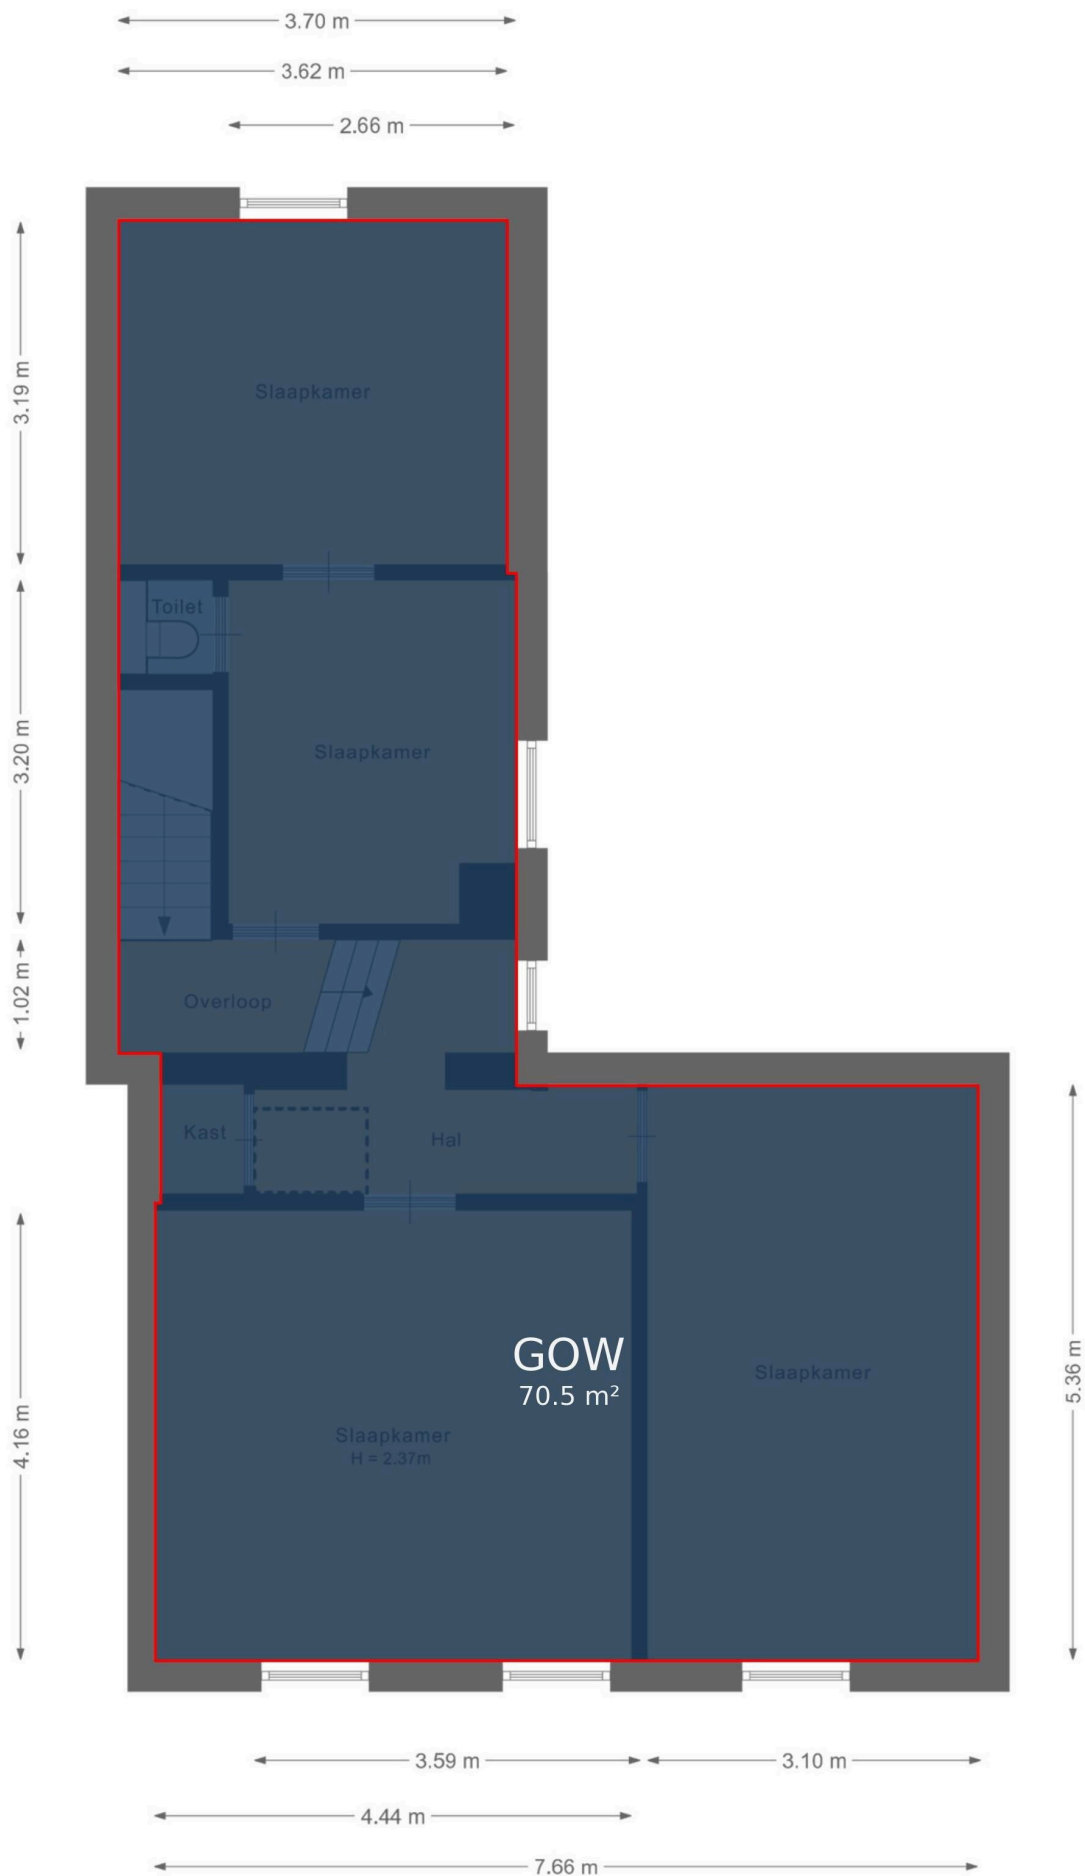 3.70 m
3.62 m
2.66 m
3.19 m
Slaapkamer
Toilet
3.20 m
Slaapkamer
1.02 m
Overloop
Kast
Hal
GOW
70.5 m²
5.36 m
Slaapkamer
4.16 m
Slaapkamer
H = 2.37m
3.59 m
3.10 m
4.44 m
7.66 m